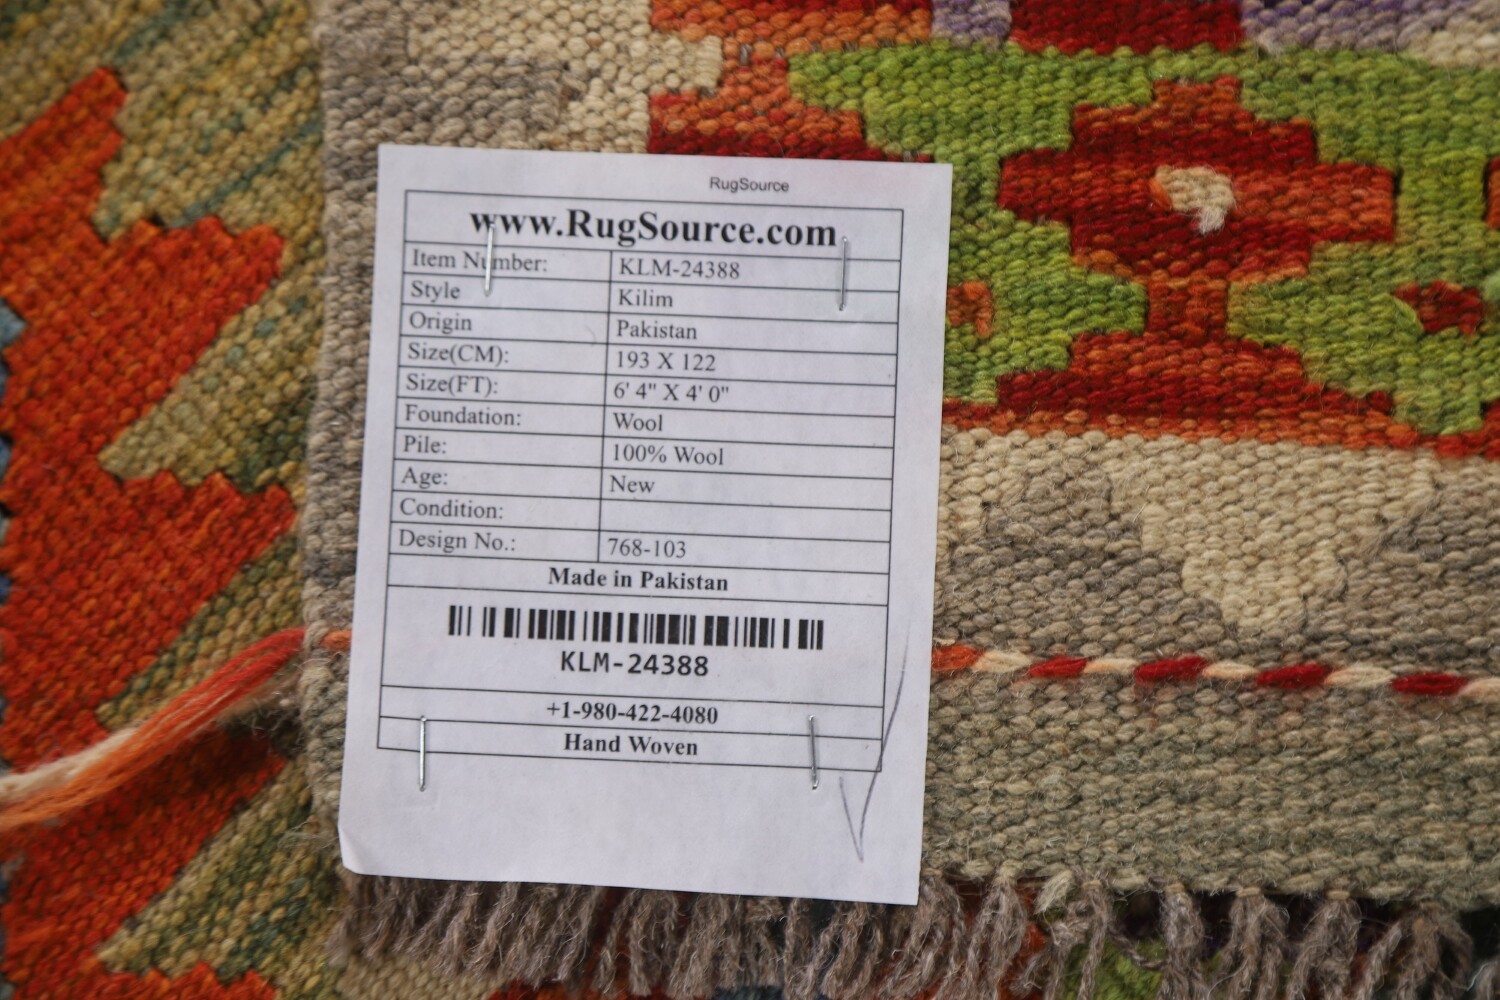 RugSource
www.RugSource.com
Item Number: KLM-24388
Style Kilim
Origin Pakistan
Size(CM): 193 X 122
Size(FT): 6' 4" X 4' 0"
Foundation: Wool
Pile: 100% Wool
Age: New
Condition:
Design No.: 768-103
Made in Pakistan
KLM-24388
+1-980-422-4080
Hand Woven